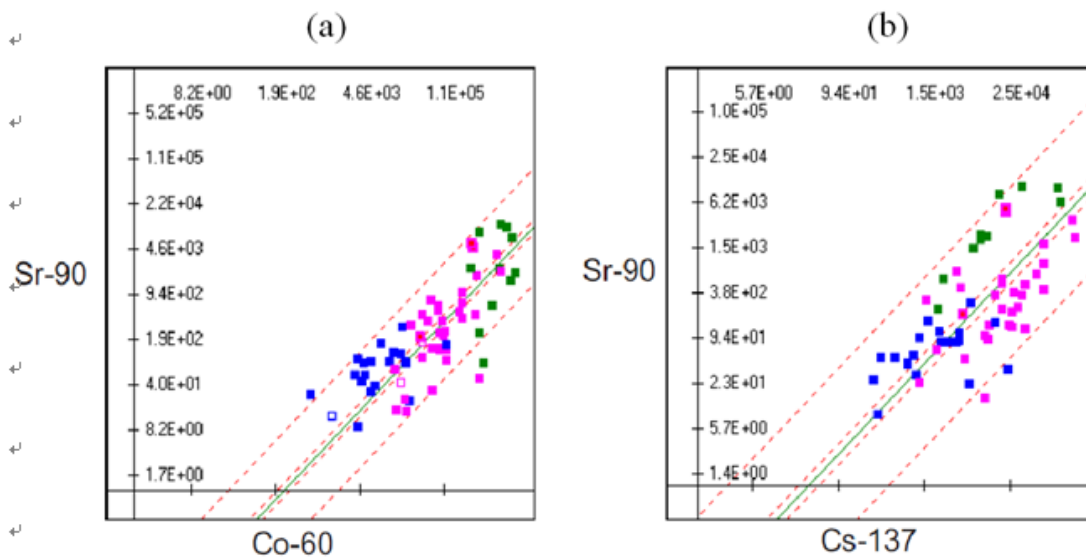 (a) (b)
8.2E+00 1.9E+02 4.6E+03 1.1E+05
5.2E+05
1.1E+05
2.2E+04
4.6E+03
9.4E+02
1.9E+02
4.0E+01
8.2E+00
1.7E+00
Sr-90
Co-60
5.7E+00 9.4E+01 1.5E+03 2.5E+04
1.0E+05
2.5E+04
6.2E+03
1.5E+03
3.8E+02
9.4E+01
2.3E+01
5.7E+00
1.4E+00
Sr-90
Cs-137